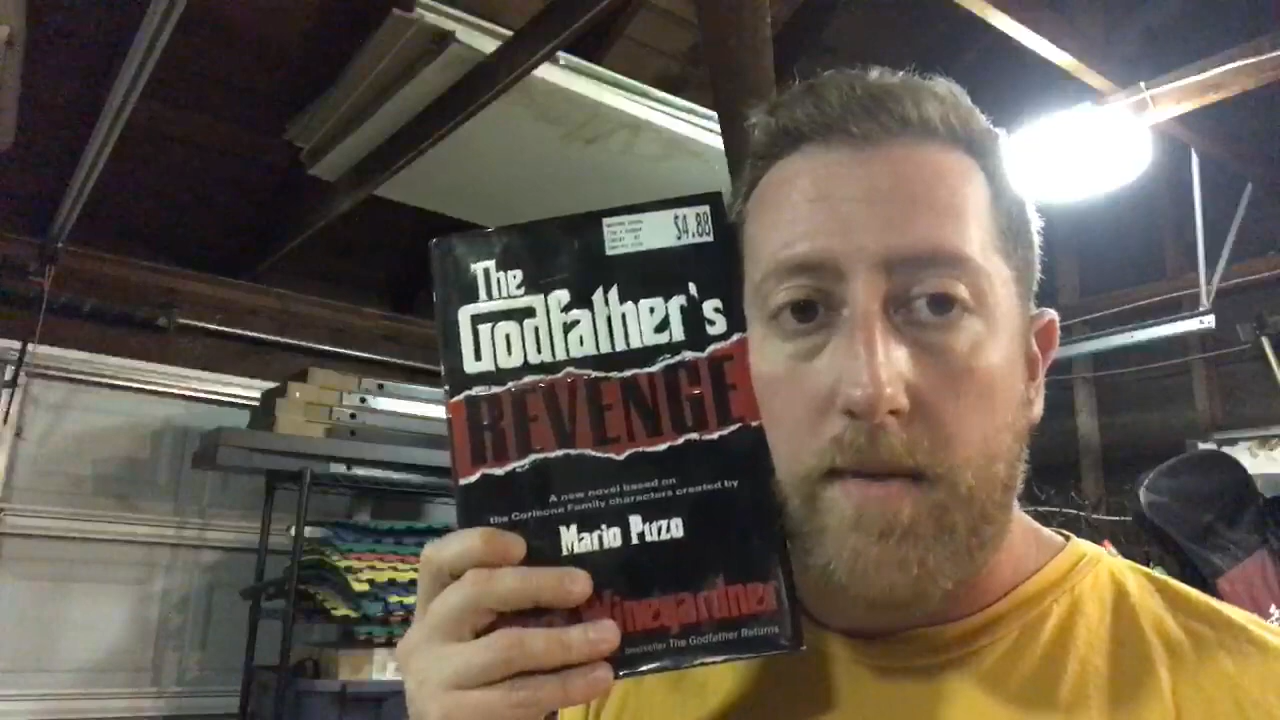 $4.88
The
Godfather's
REVENGE
A new novel based on
the Corleone Family characters created by
Mario Puzo
Winegardner
bestseller The Godfather Returns